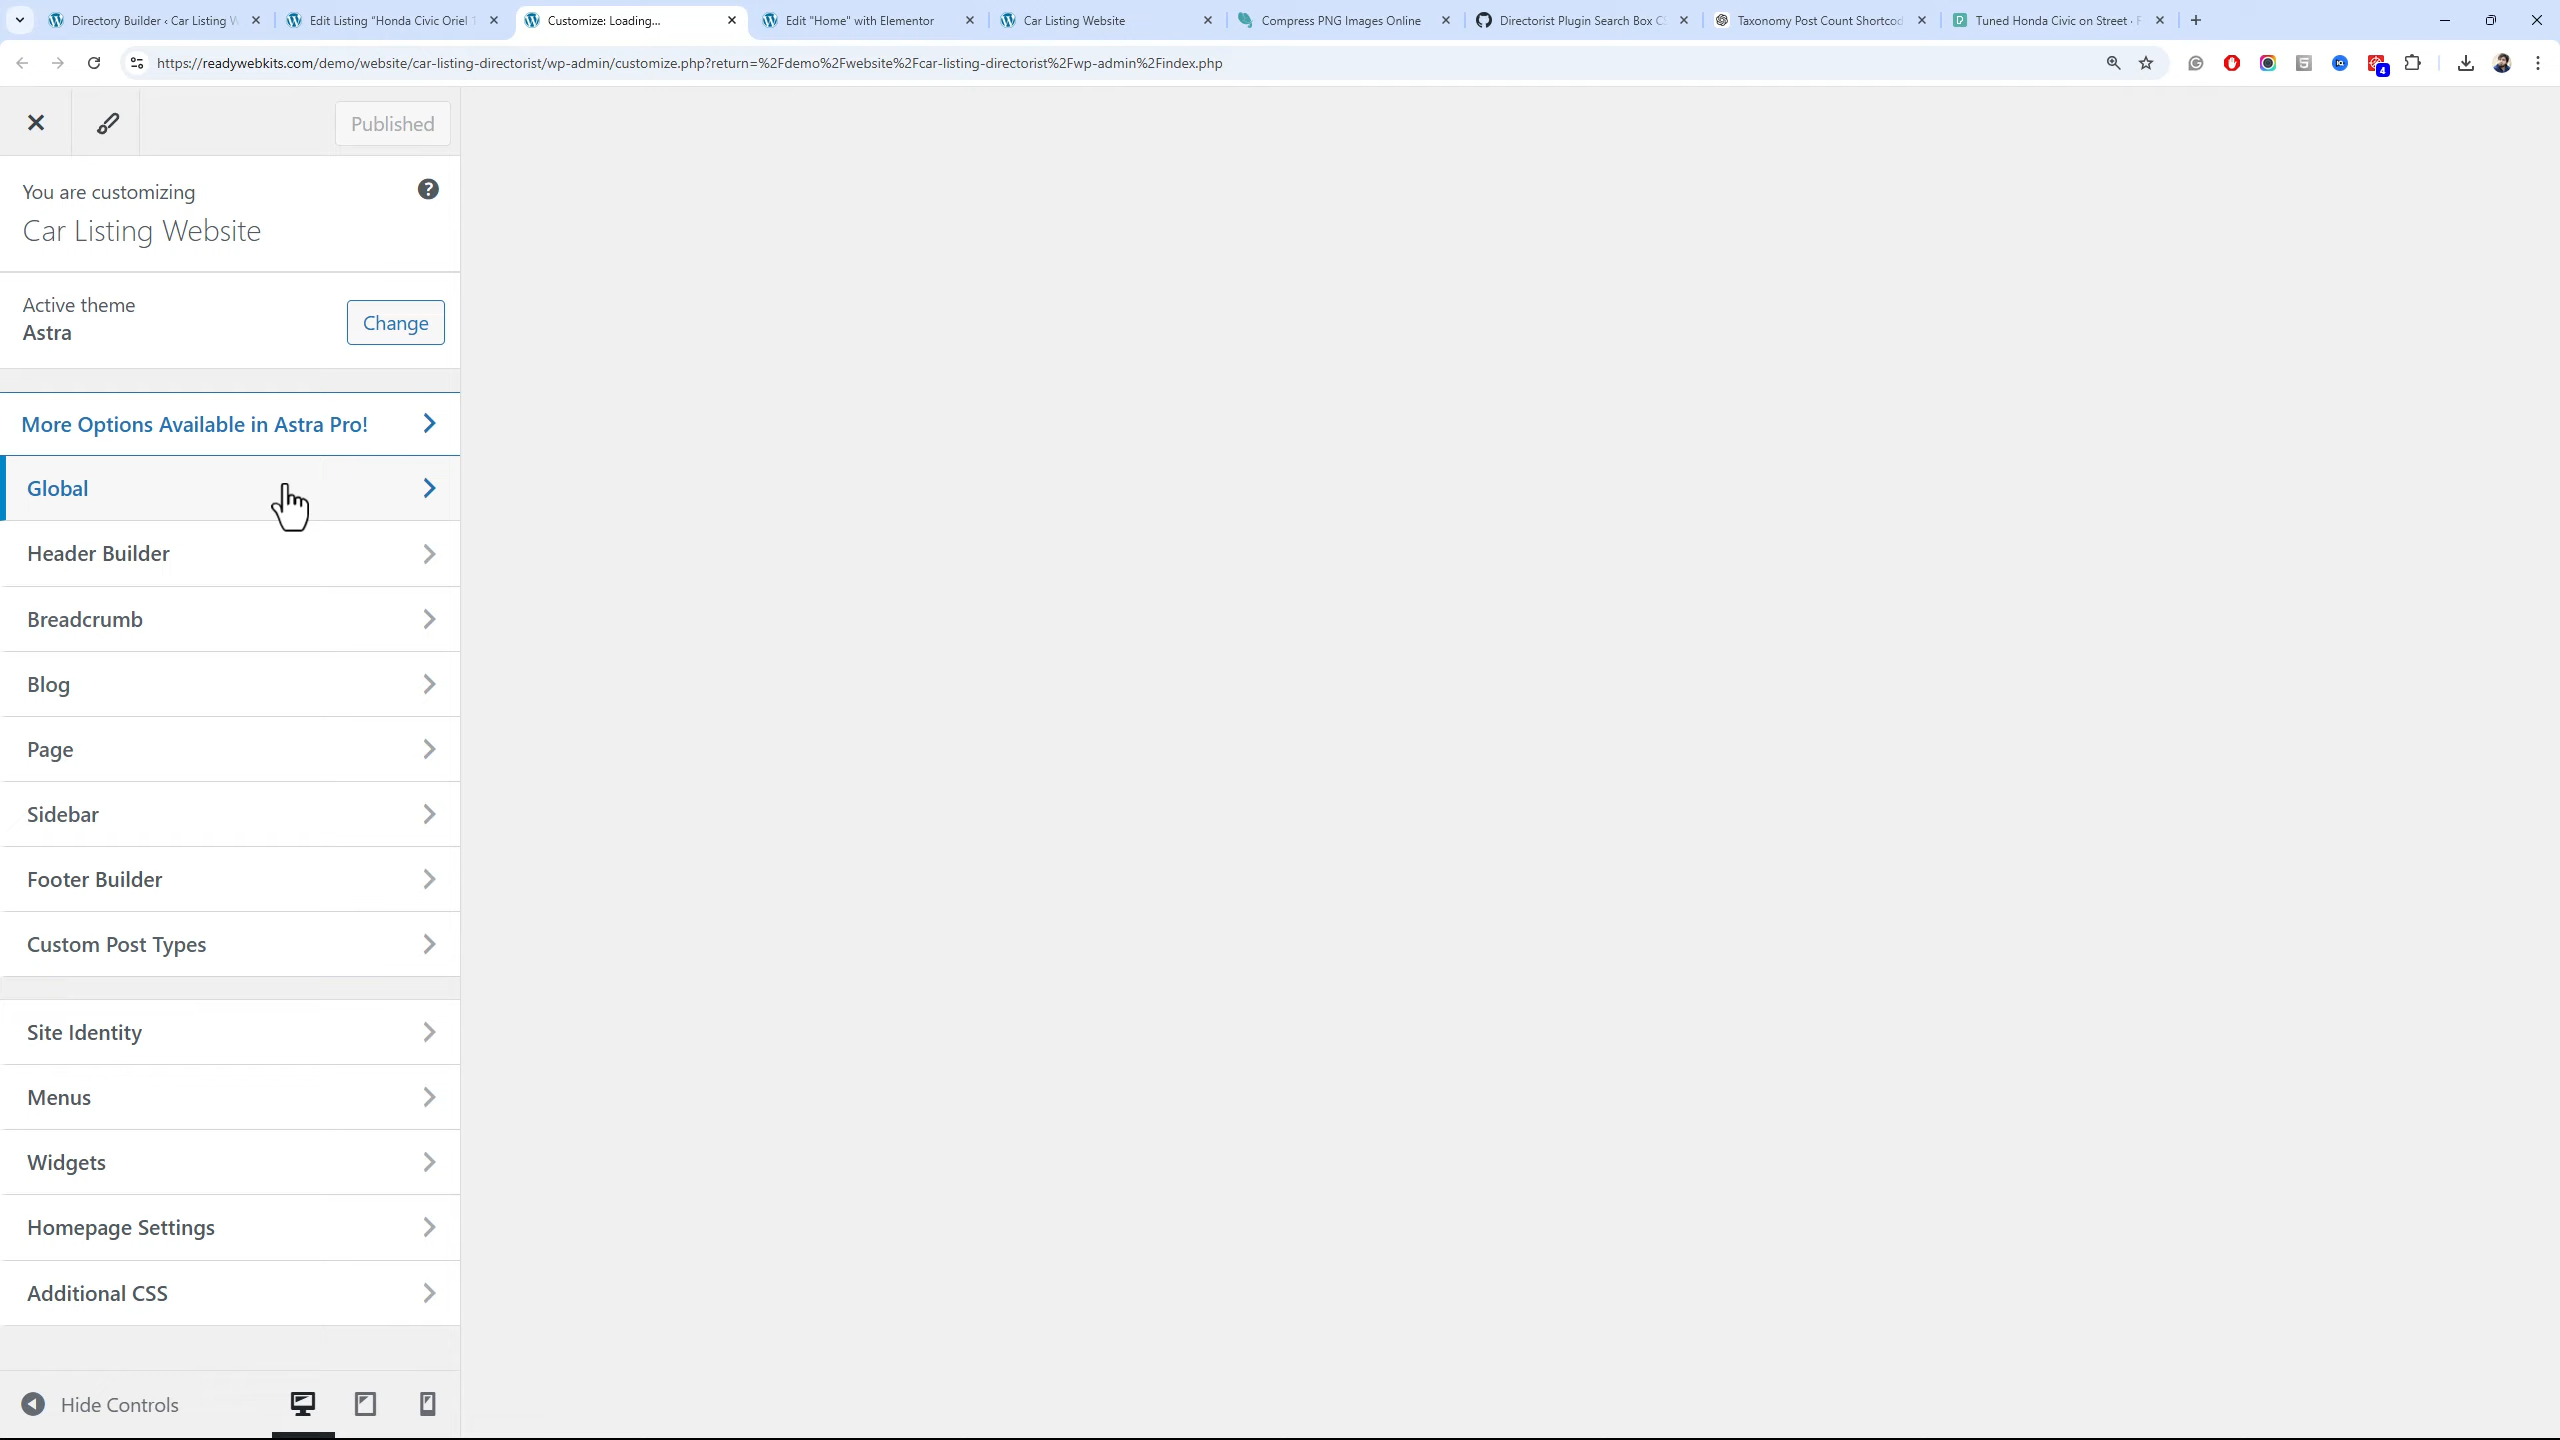 Directory Builder ‹ Car Listing W
Edit Listing "Honda Civic Oriel 1
Customize: Loading...
Edit "Home" with Elementor
Car Listing Website
Compress PNG Images Online
Directorist Plugin Search Box C
Taxonomy Post Count Shortcod
Tuned Honda Civic on Street · F
https://readywebkits.com/demo/website/car-listing-directorist/wp-admin/customize.php?return=%2Fdemo%2Fwebsite%2Fcar-listing-directorist%2Fwp-admin%2Findex.php
4
Published
You are customizing
Car Listing Website
Active theme
Astra
Change
More Options Available in Astra Pro!
Global
Header Builder
Breadcrumb
Blog
Page
Sidebar
Footer Builder
Custom Post Types
Site Identity
Menus
Widgets
Homepage Settings
Additional CSS
Hide Controls